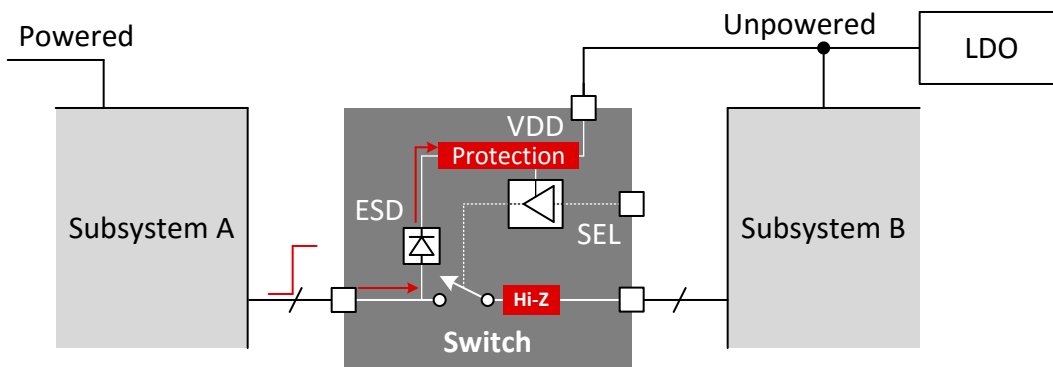 Powered
Unpowered
LDO
VDD
Protection
ESD
SEL
Subsystem A
Subsystem B
Hi-Z
Switch